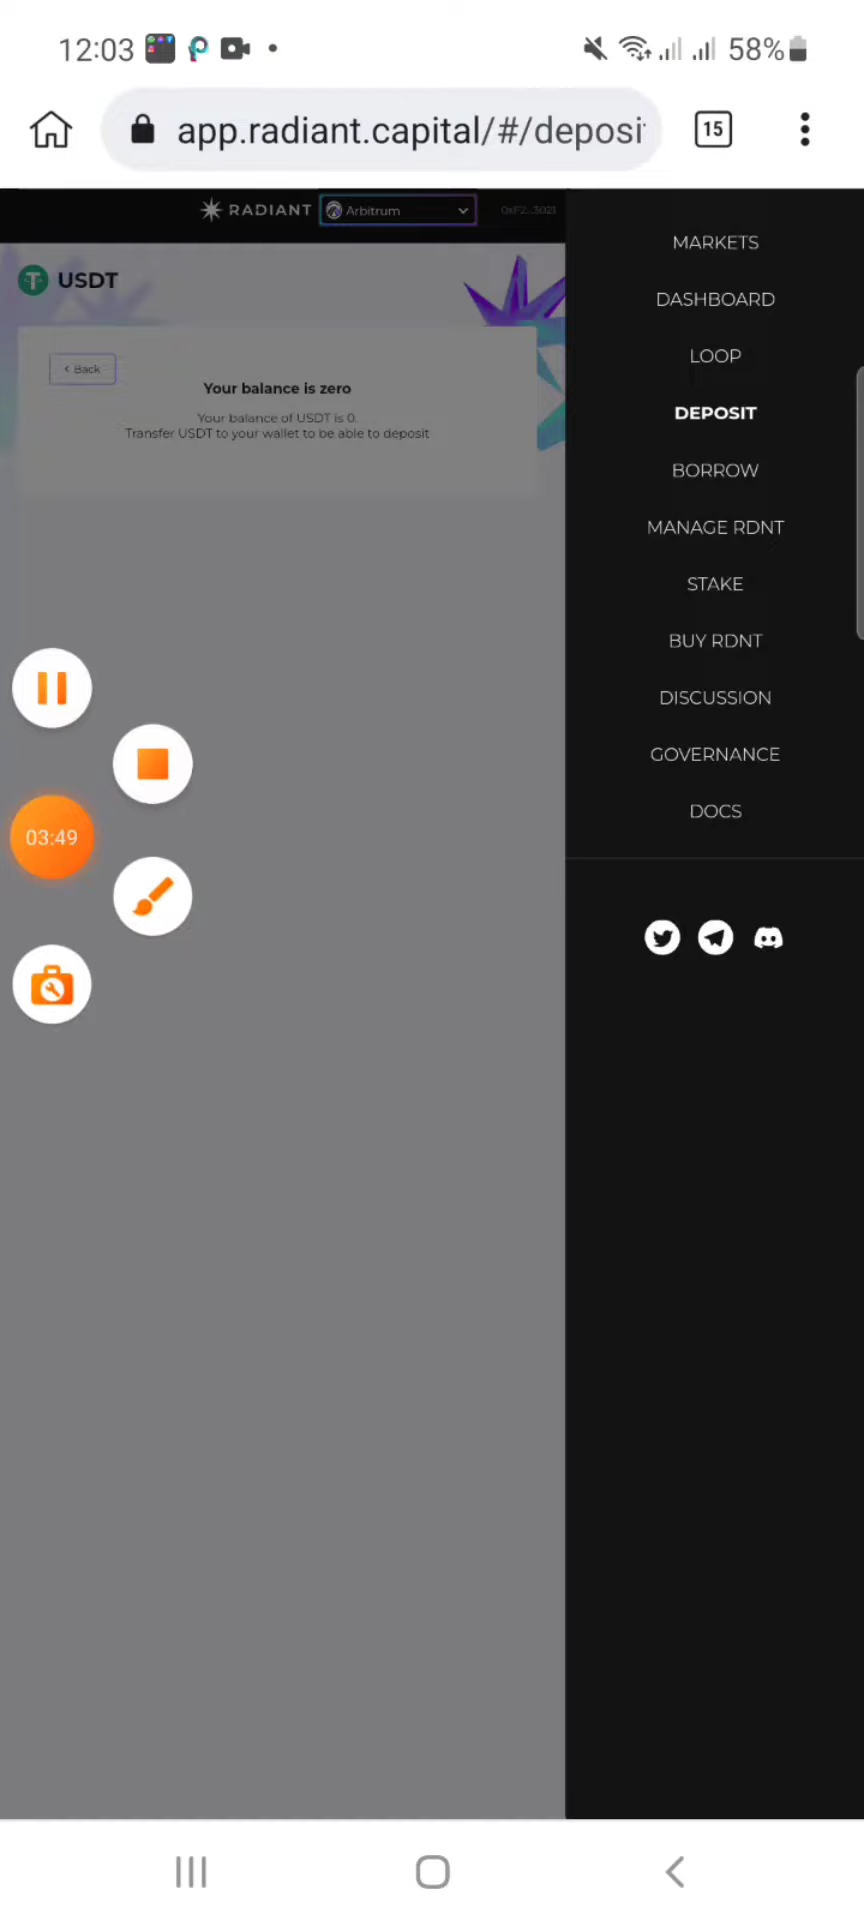 12:03
58%
app.radiant.capital/#/deposi
15
RADIANT
Arbitrum
0xF2...3021
USDT
< Back
Your balance is zero
Your balance of USDT is 0.
Transfer USDT to your wallet to be able to deposit
MARKETS
DASHBOARD
LOOP
DEPOSIT
BORROW
MANAGE RDNT
STAKE
BUY RDNT
DISCUSSION
GOVERNANCE
DOCS
03:49